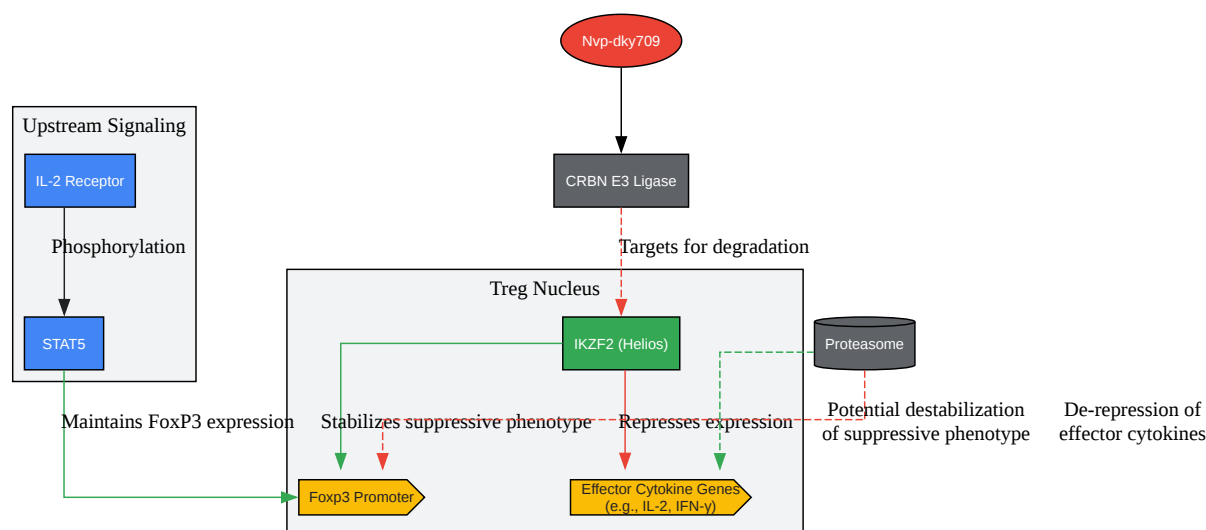 Nvp-dky709
Upstream Signaling
IL-2 Receptor
CRBN E3 Ligase
Phosphorylation
Targets for degradation
Treg Nucleus
STAT5
IKZF2 (Helios)
Proteasome
Maintains FoxP3 expression
Stabilizes suppressive phenotype
Represses expression
Potential destabilization
of suppressive phenotype
De-repression of
effector cytokines
Foxp3 Promoter
Effector Cytokine Genes
(e.g., IL-2, IFN-γ)